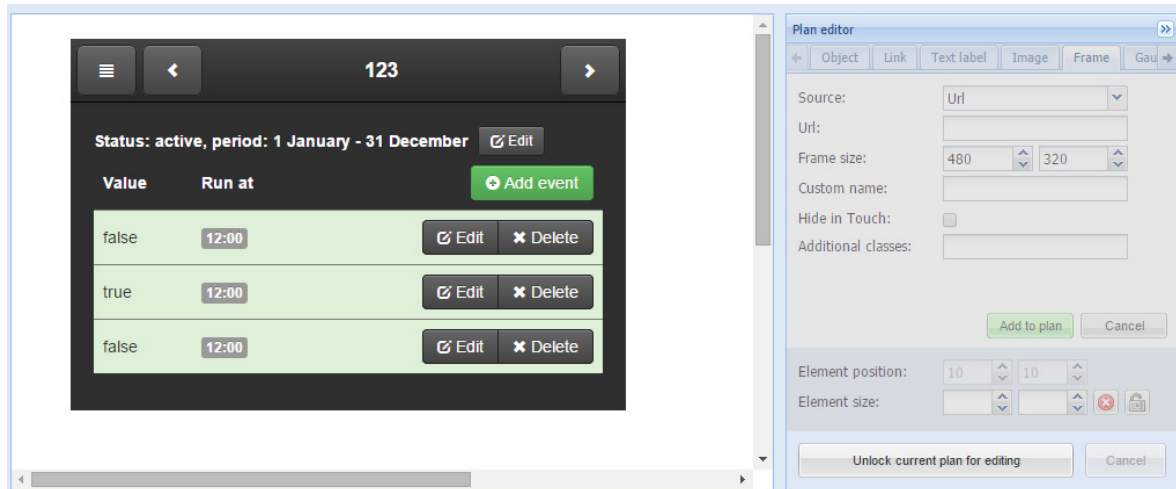 123
Status: active, period: 1 January - 31 December Edit
Value Run at Add event
false 12:00 Edit Delete
true 12:00 Edit Delete
false 12:00 Edit Delete
Plan editor
Object Link Text label Image Frame Gau
Source: Url
Url:
Frame size: 480 320
Custom name:
Hide in Touch:
Additional classes:
Add to plan Cancel
Element position: 10 10
Element size:
Unlock current plan for editing Cancel